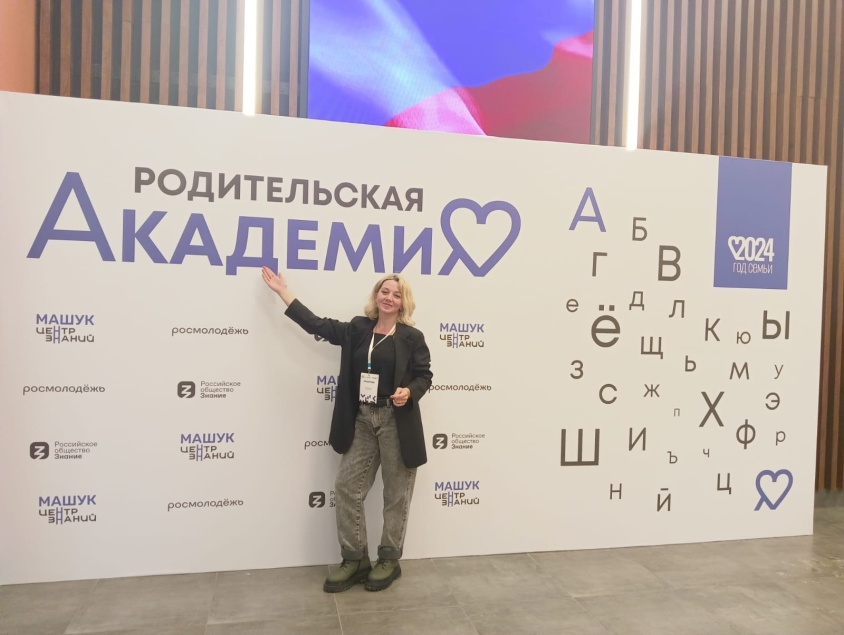 РОДИТЕЛЬСКАЯ
АКАДЕМИЯ
2024
ГОД СЕМЬИ
МАШУК
ЦЕНТР
ЗНАНИЙ
росмолодёжь
МАШУК
ЦЕНТР
ЗНАНИЙ
росмолодёжь
Российское
общество
Знание
росмолодёжь
Российское
общество
Знание
МАШУК
ЦЕНТР
ЗНАНИЙ
Российское
общество
Знание
МАШУК
ЦЕНТР
ЗНАНИЙ
росмолодёжь
МАШУК
ЦЕНТР
ЗНАНИЙ
А Б
Г В
е Ё Д Л
К Ю Ы
Щ Ь М У
З С Ж Х Э
п
Ш И Ъ Ч Ф Р
Н Й Ц